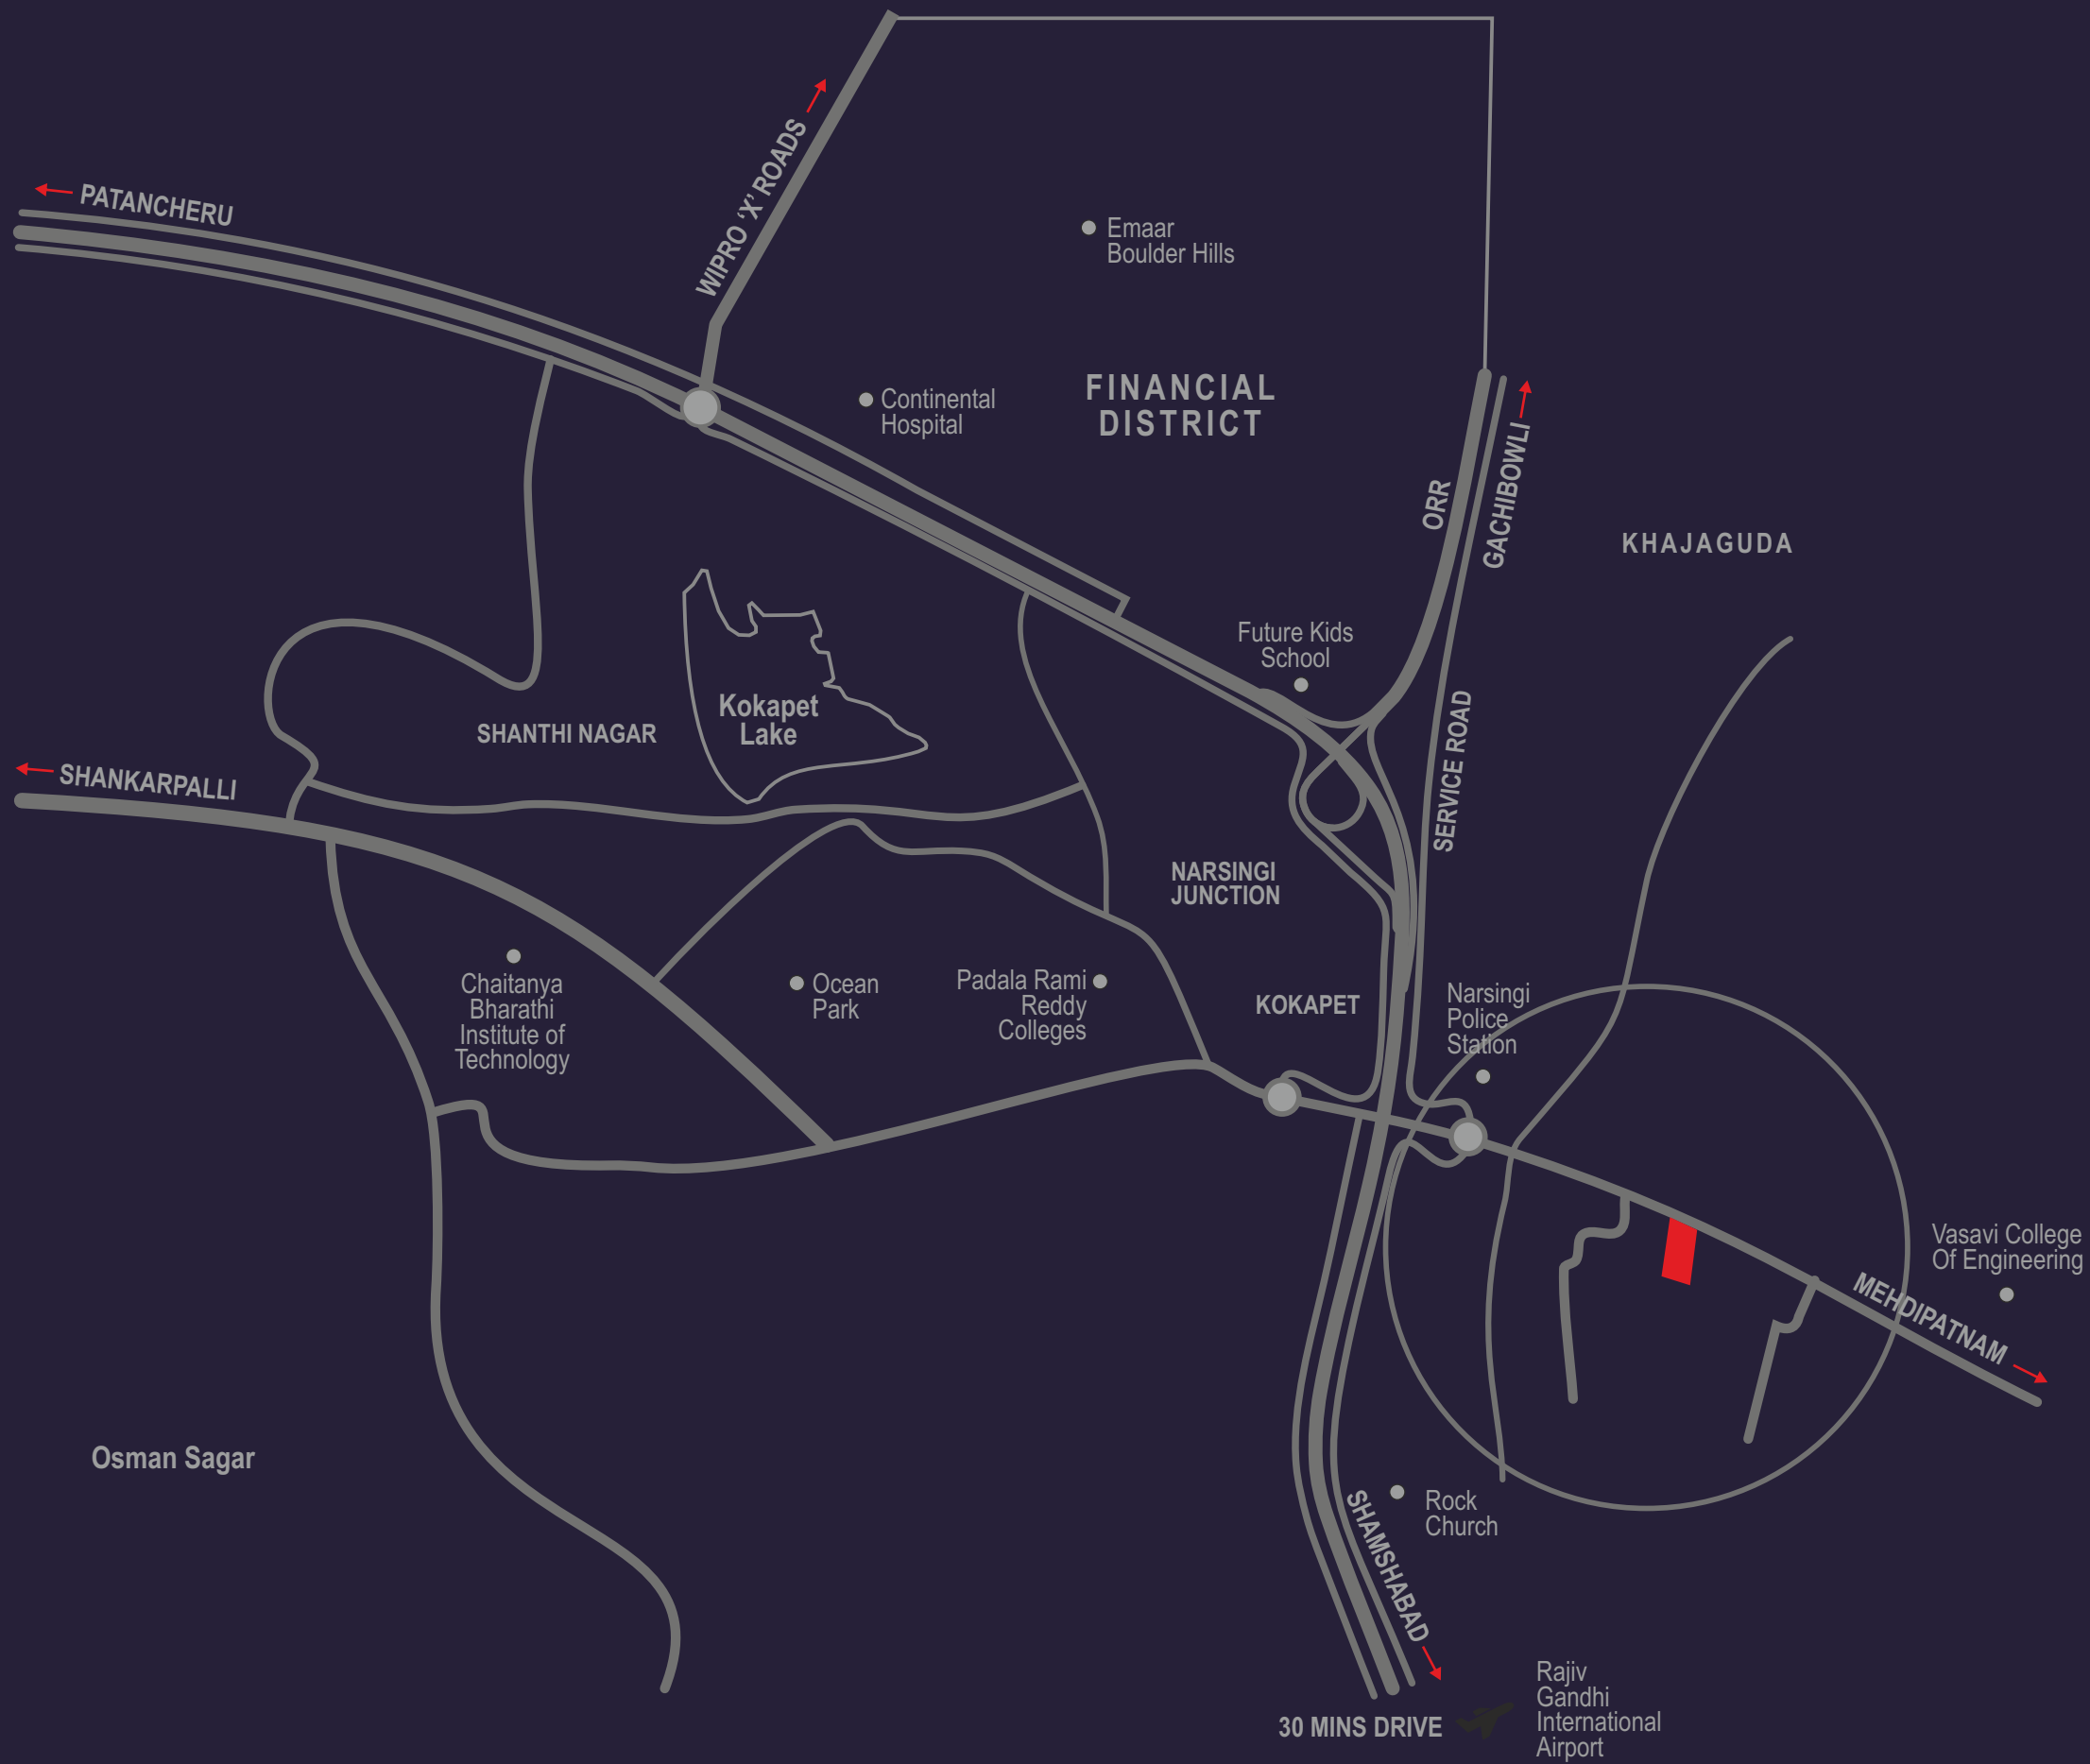 WIPRO ‘X’ ROADS
PATANCHERU
Emaar
Boulder Hills
Continental
Hospital
FINANCIAL
DISTRICT
ORR
GACHIBOWLI
KHAJAGUDA
Future Kids
School
Kokapet
Lake
SHANTHI NAGAR
SERVICE ROAD
SHANKARPALLI
NARSINGI
JUNCTION
Chaitanya
Bharathi
Institute of
Technology
Ocean
Park
Padala Rami
Reddy
Colleges
KOKAPET
Narsingi
Police
Station
Vasavi College
Of Engineering
MEHDIPATNAM
Osman Sagar
Rock
Church
SHAMSHABAD
30 MINS DRIVE
Rajiv
Gandhi
International
Airport